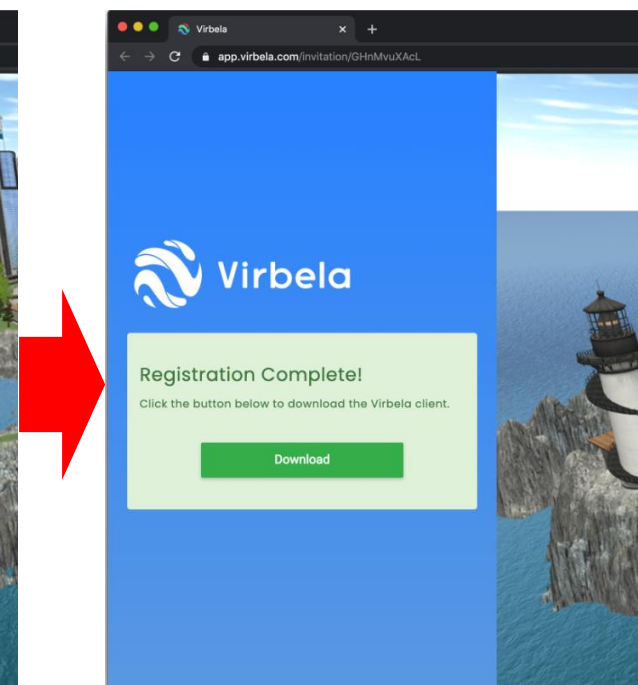 Virbela
app.virbela.com/invitation/GHnMvuXAcL
Virbela
Registration Complete!
Click the button below to download the Virbela client.
Download